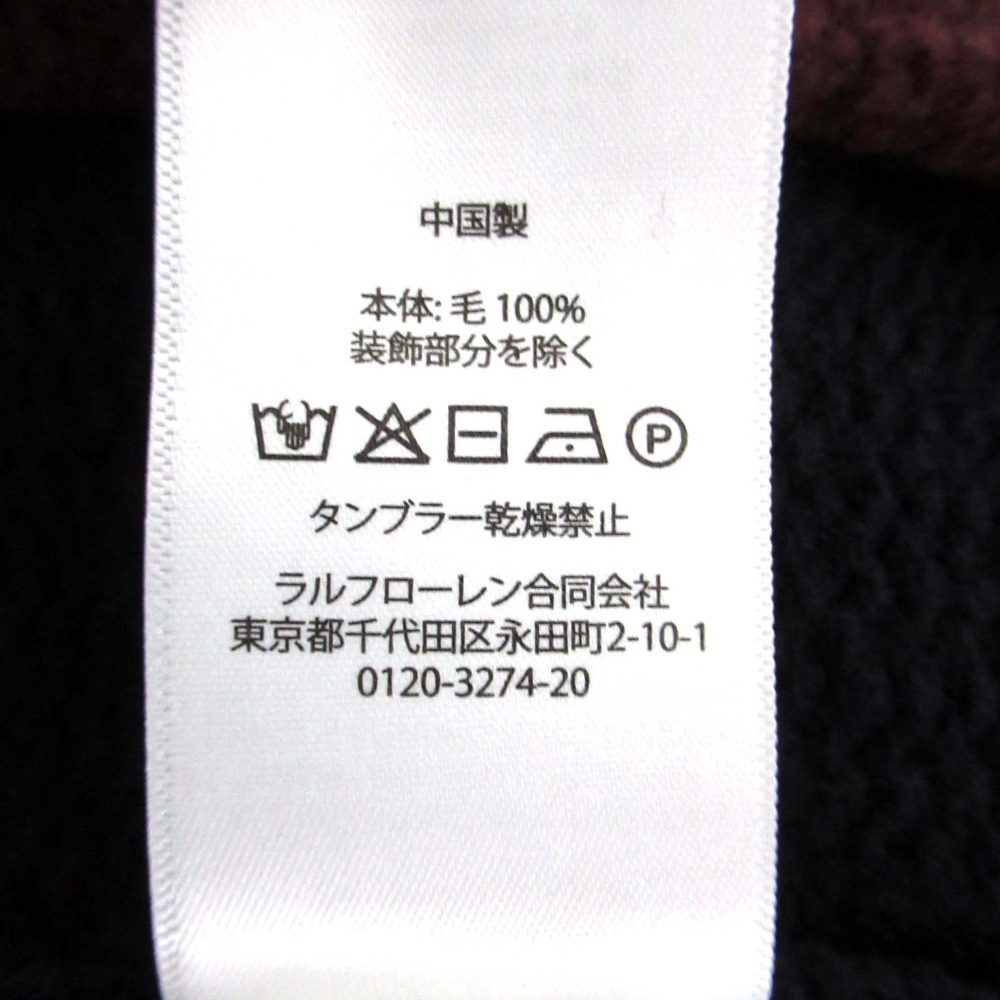 中国製
本体: 毛 100%
装飾部分を除く
P
タンブラー乾燥禁止
ラルフローレン合同会社
東京都千代田区永田町2-10-1
0120-3274-20